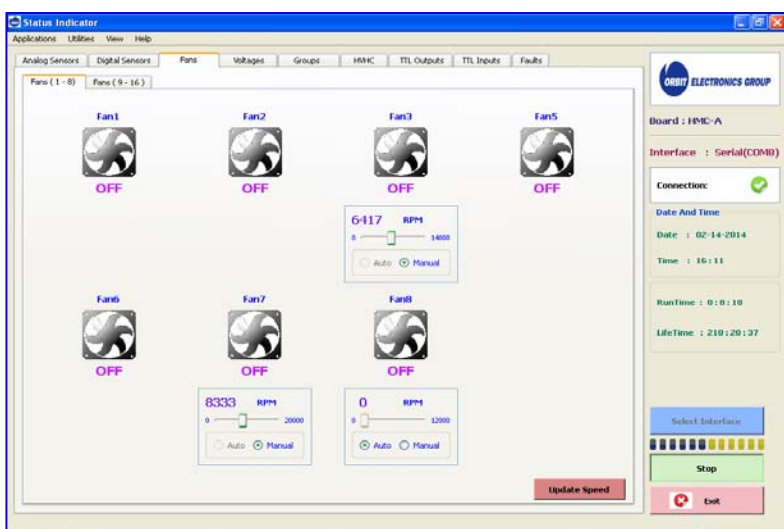 Status Indicator
Applications Utilities View Help
Analog Sensors Digital Sensors Fans Voltages Groups HVHC TTL Outputs TTL Inputs Faults
Fans ( 1 - 8) Fans ( 9 - 16 )
Fan1 Fan2 Fan3 Fan5
OFF OFF OFF OFF
6417 RPM
0 14000
Auto Manual
Fan6 Fan7 Fan8
OFF OFF OFF
8333 RPM 0 RPM
0 20000 0 12000
Auto Manual Auto Manual
Update Speed
ORBIT ELECTRONICS GROUP
Board : HMC-A
Interface : Serial(COM8)
Connection:
Date And Time
Date : 02-14-2014
Time : 16:11
RunTime : 0:8:18
LifeTime : 210:20:37
Select Interface
Stop
Exit